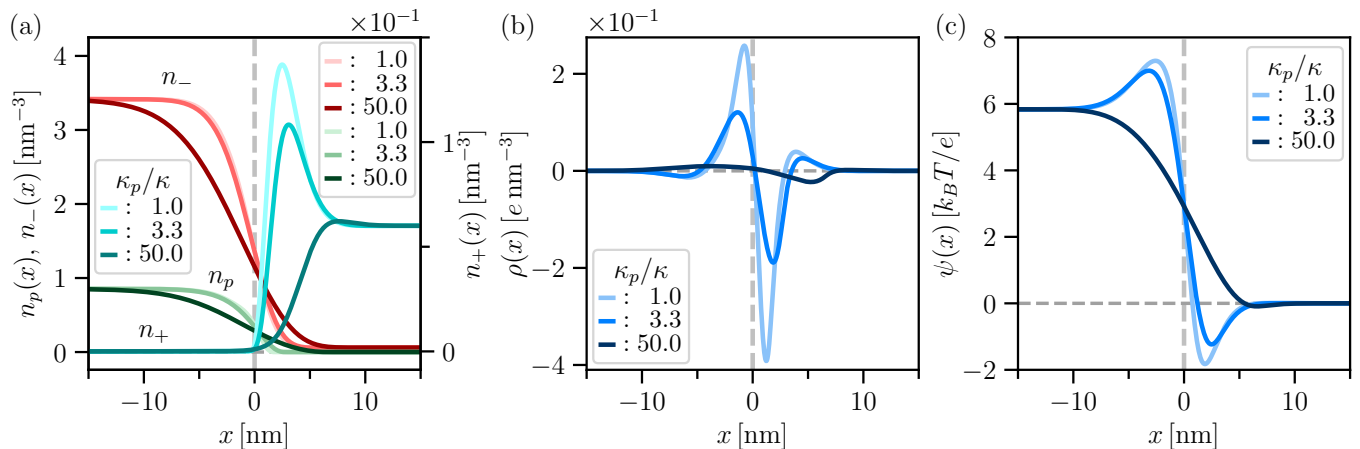 (a)
×10⁻¹
n₋
n_p
n₊
: 1.0
: 3.3
: 50.0
: 1.0
: 3.3
: 50.0
κ_p/κ
: 1.0
: 3.3
: 50.0
4
3
2
1
0
1
0
−10
0
10
x [nm]
n_p(x), n₋(x) [nm⁻³]
n₊(x) [nm⁻³]
(b)
×10⁻¹
2
0
−2
−4
κ_p/κ
: 1.0
: 3.3
: 50.0
−10
0
10
x [nm]
ρ(x) [e nm⁻³]
(c)
8
6
4
2
0
−2
κ_p/κ
: 1.0
: 3.3
: 50.0
−10
0
10
x [nm]
ψ(x) [k_BT/e]